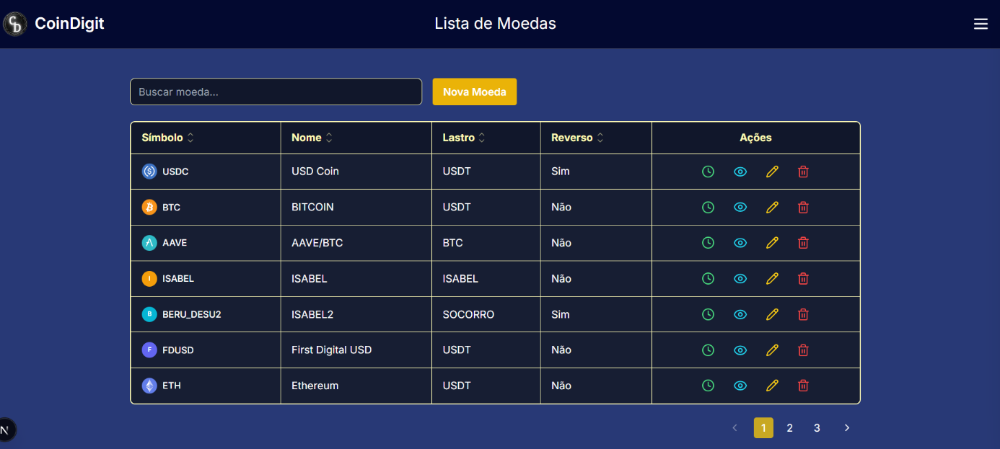 CD CoinDigit Lista de Moedas
Buscar moeda... Nova Moeda
Símbolo Nome Lastro Reverso Ações
USDC USD Coin USDT Sim
BTC BITCOIN USDT Não
AAVE AAVE/BTC BTC Não
I ISABEL ISABEL ISABEL Não
B BERU_DESU2 ISABEL2 SOCORRO Sim
F FDUSD First Digital USD USDT Não
ETH Ethereum USDT Não
N
1 2 3